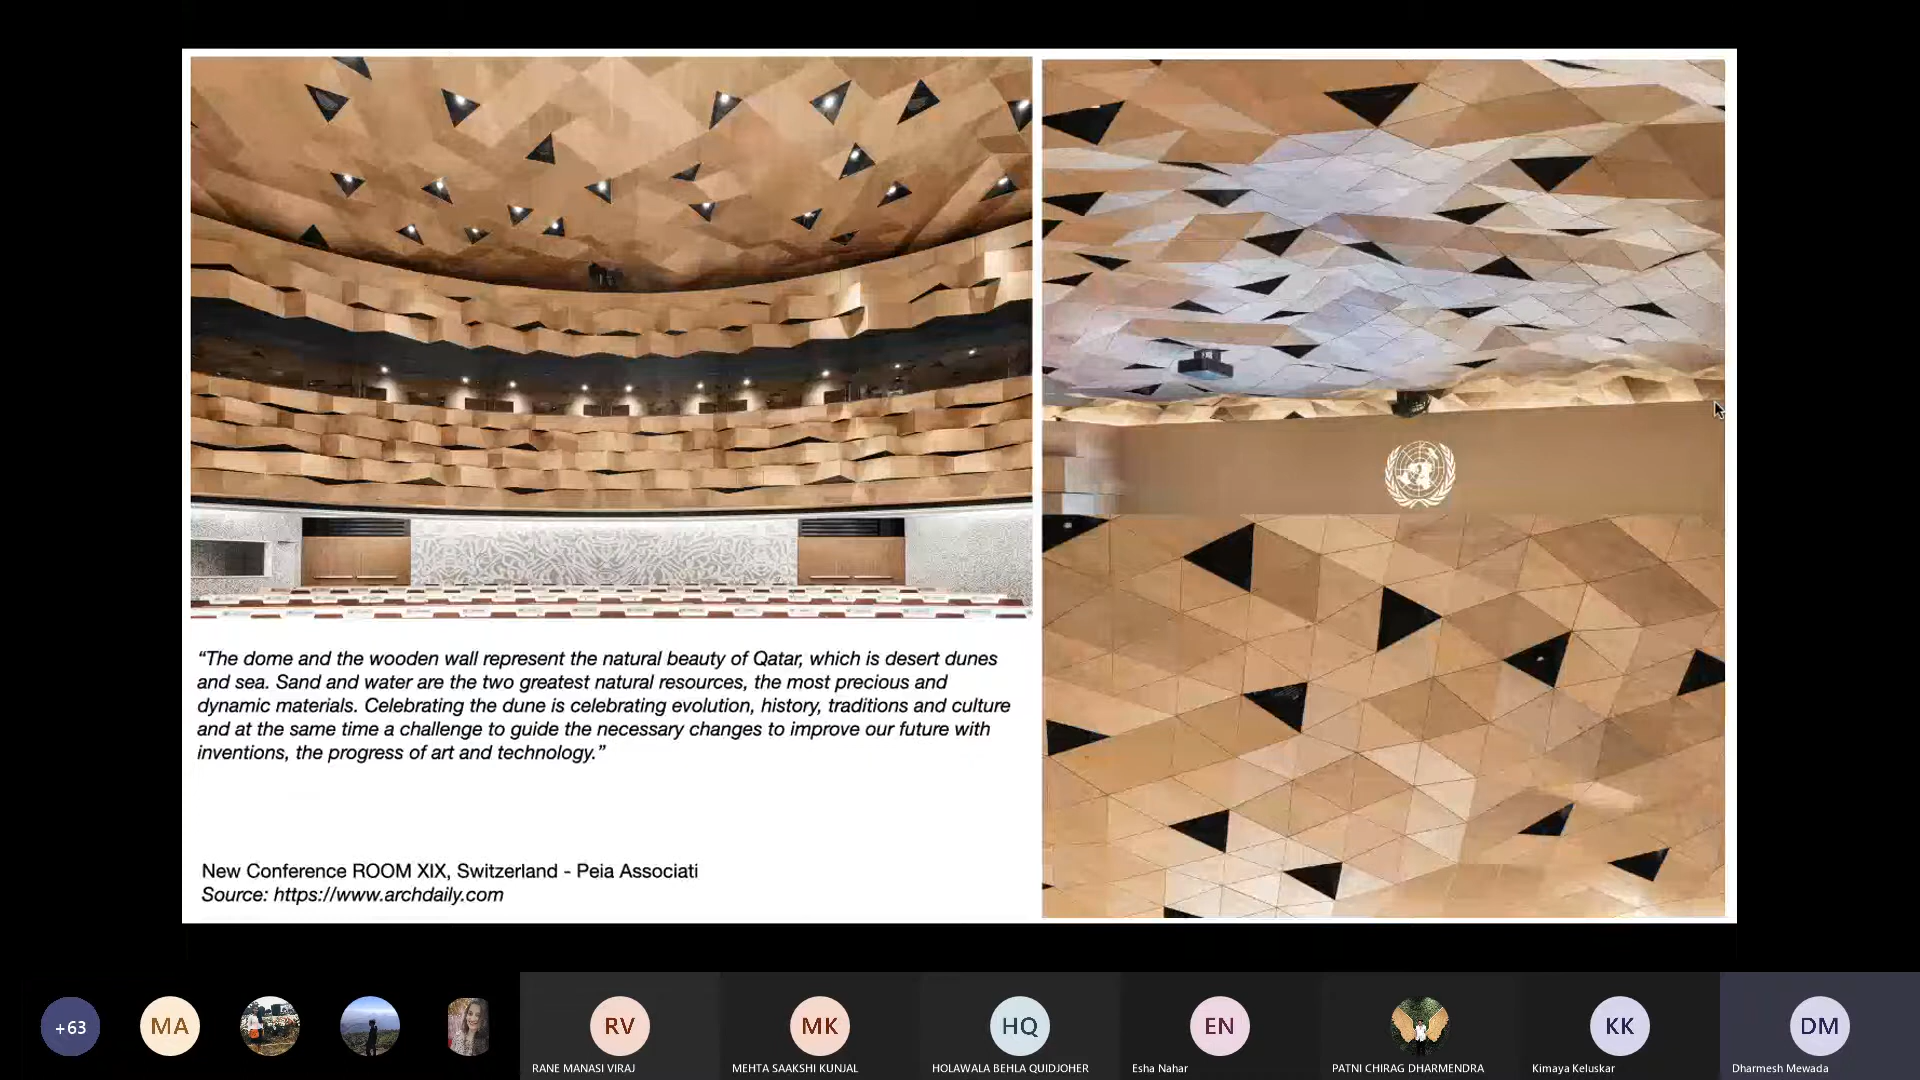 “The dome and the wooden wall represent the natural beauty of Qatar, which is desert dunes
and sea. Sand and water are the two greatest natural resources, the most precious and
dynamic materials. Celebrating the dune is celebrating evolution, history, traditions and culture
and at the same time a challenge to guide the necessary changes to improve our future with
inventions, the progress of art and technology.”
New Conference ROOM XIX, Switzerland - Peia Associati
Source: https://www.archdaily.com
+63
MA
RV
MK
HQ
EN
KK
DM
RANE MANASI VIRAJ
MEHTA SAAKSHI KUNJAL
HOLAWALA BEHLA QUIDJOHER
Esha Nahar
PATNI CHIRAG DHARMENDRA
Kimaya Keluskar
Dharmesh Mewada